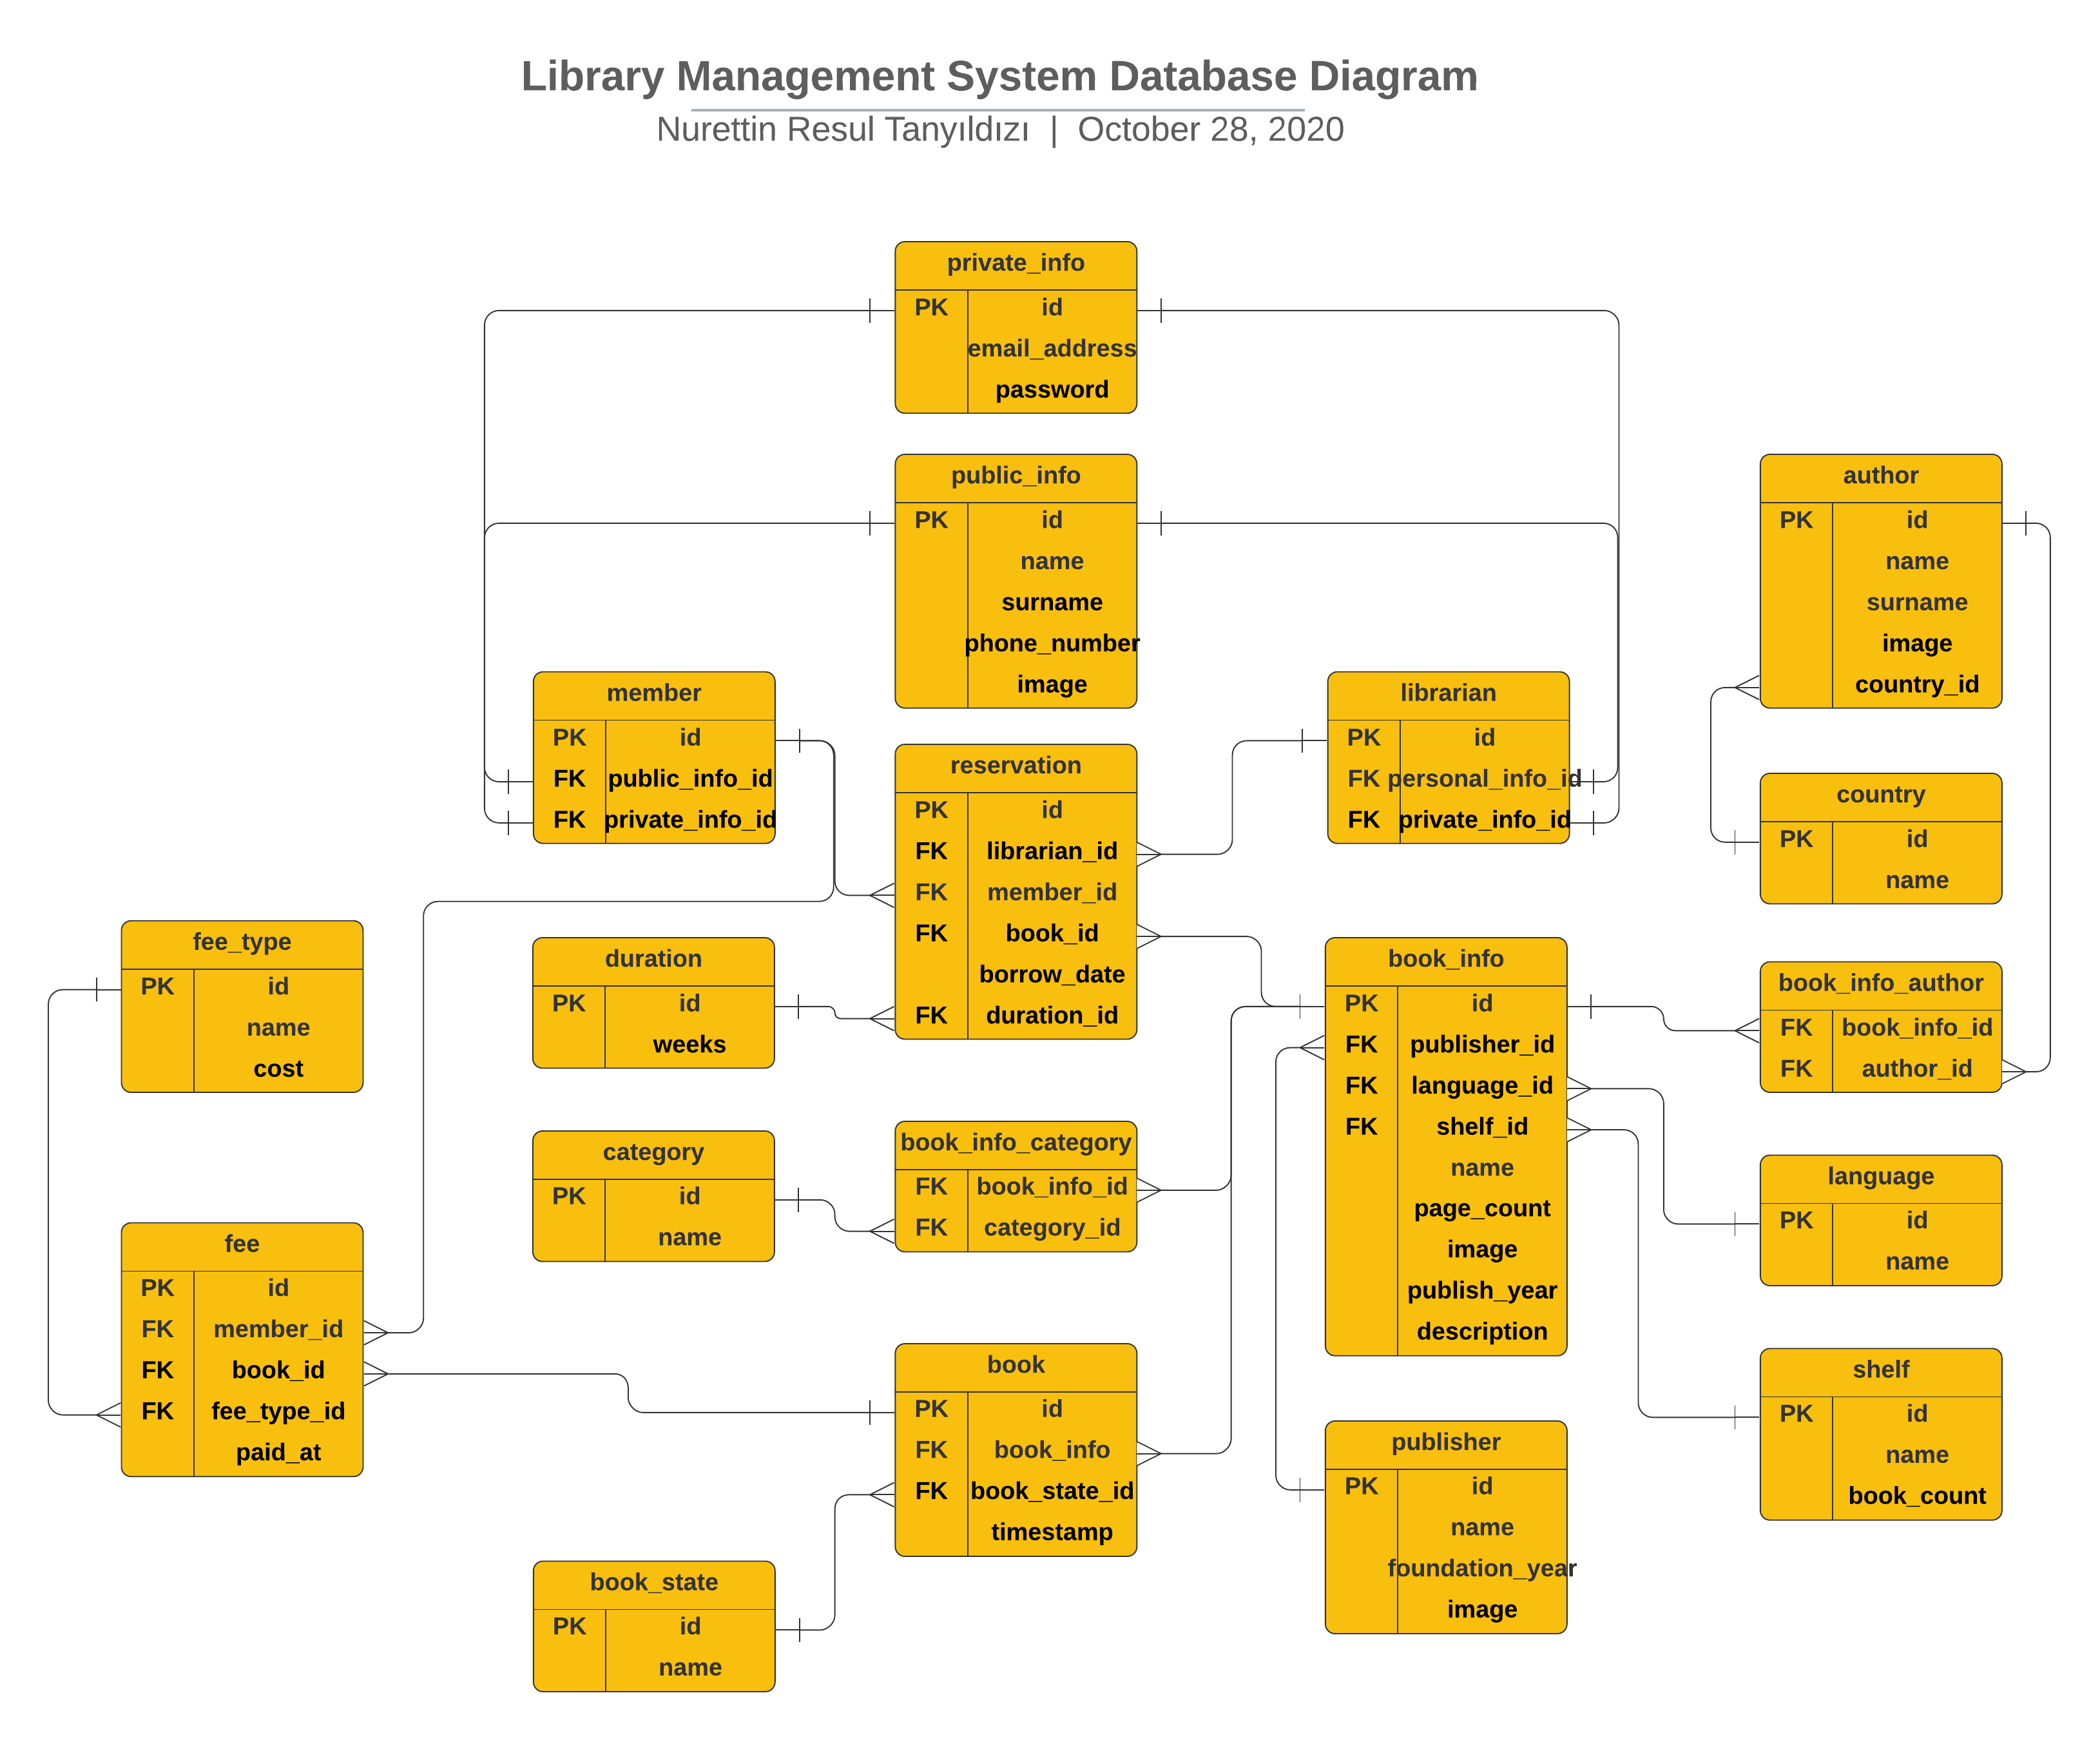 Library Management System Database Diagram
Nurettin Resul Tanyıldızı | October 28, 2020
private_info
PK id
email_address
password
public_info
PK id
name
surname
phone_number
image
author
PK id
name
surname
image
country_id
member
PK id
FK public_info_id
FK private_info_id
librarian
PK id
FK personal_info_id
FK private_info_id
reservation
PK id
FK librarian_id
FK member_id
FK book_id
borrow_date
FK duration_id
country
PK id
name
fee_type
PK id
name
cost
duration
PK id
weeks
book_info
PK id
FK publisher_id
FK language_id
FK shelf_id
name
page_count
image
publish_year
description
book_info_author
FK book_info_id
FK author_id
category
PK id
name
book_info_category
FK book_info_id
FK category_id
language
PK id
name
fee
PK id
FK member_id
FK book_id
FK fee_type_id
paid_at
book
PK id
FK book_info
FK book_state_id
timestamp
shelf
PK id
name
book_count
publisher
PK id
name
foundation_year
image
book_state
PK id
name